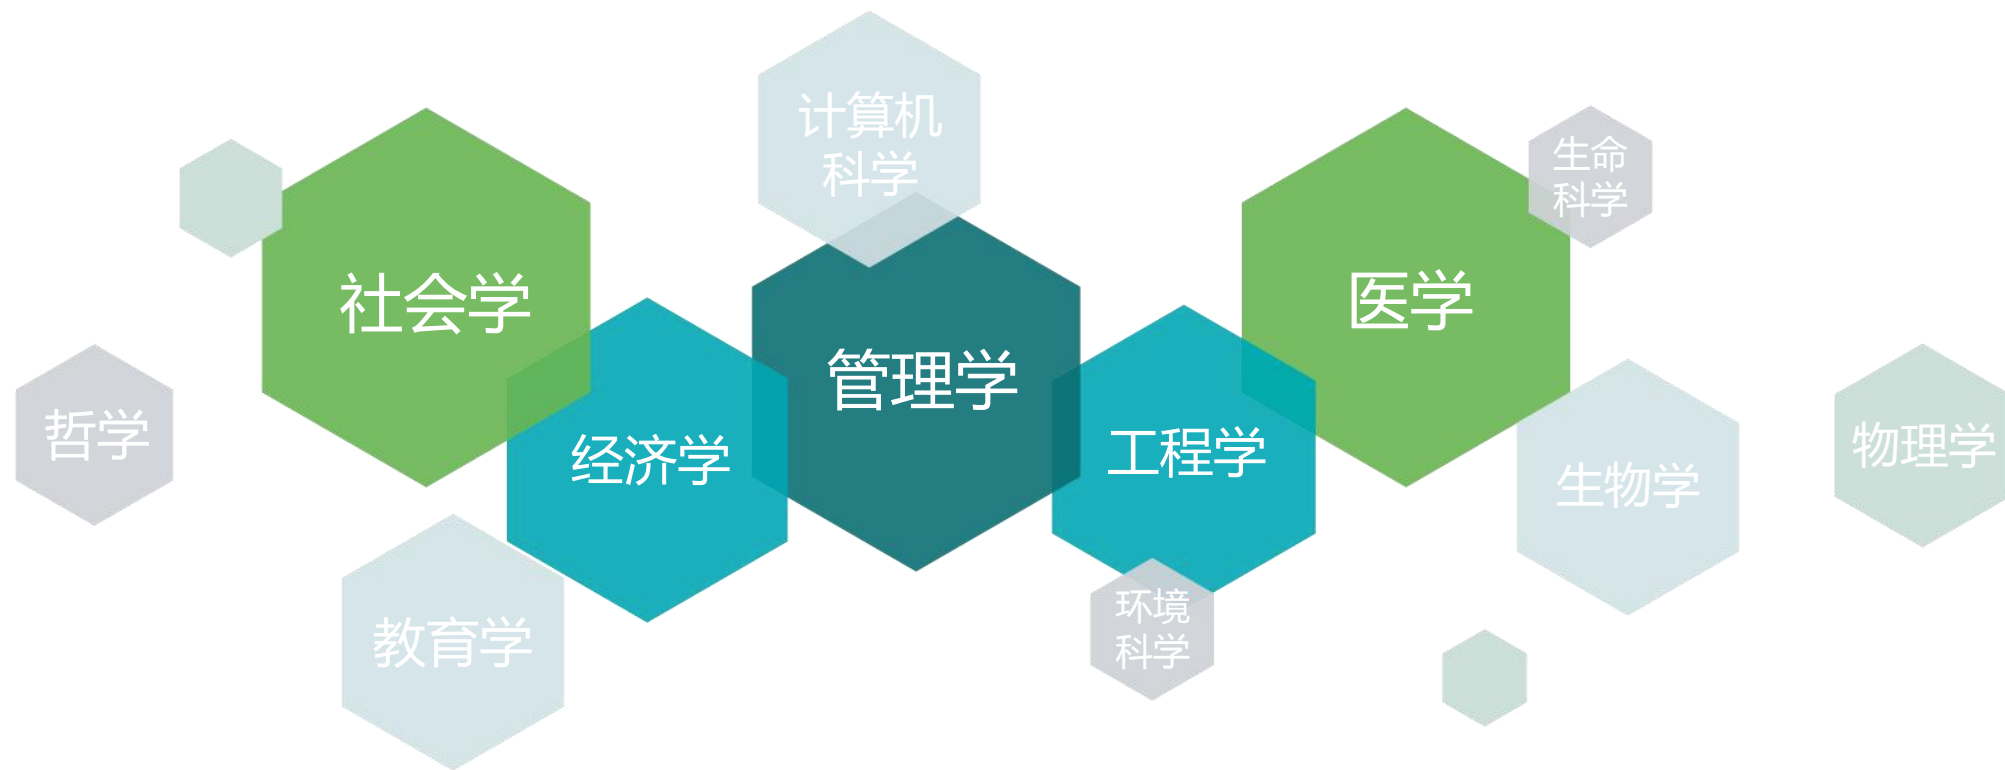 计算机
科学
生命
科学
社会学
医学
管理学
哲学
经济学
工程学
物理学
生物学
教育学
环境
科学